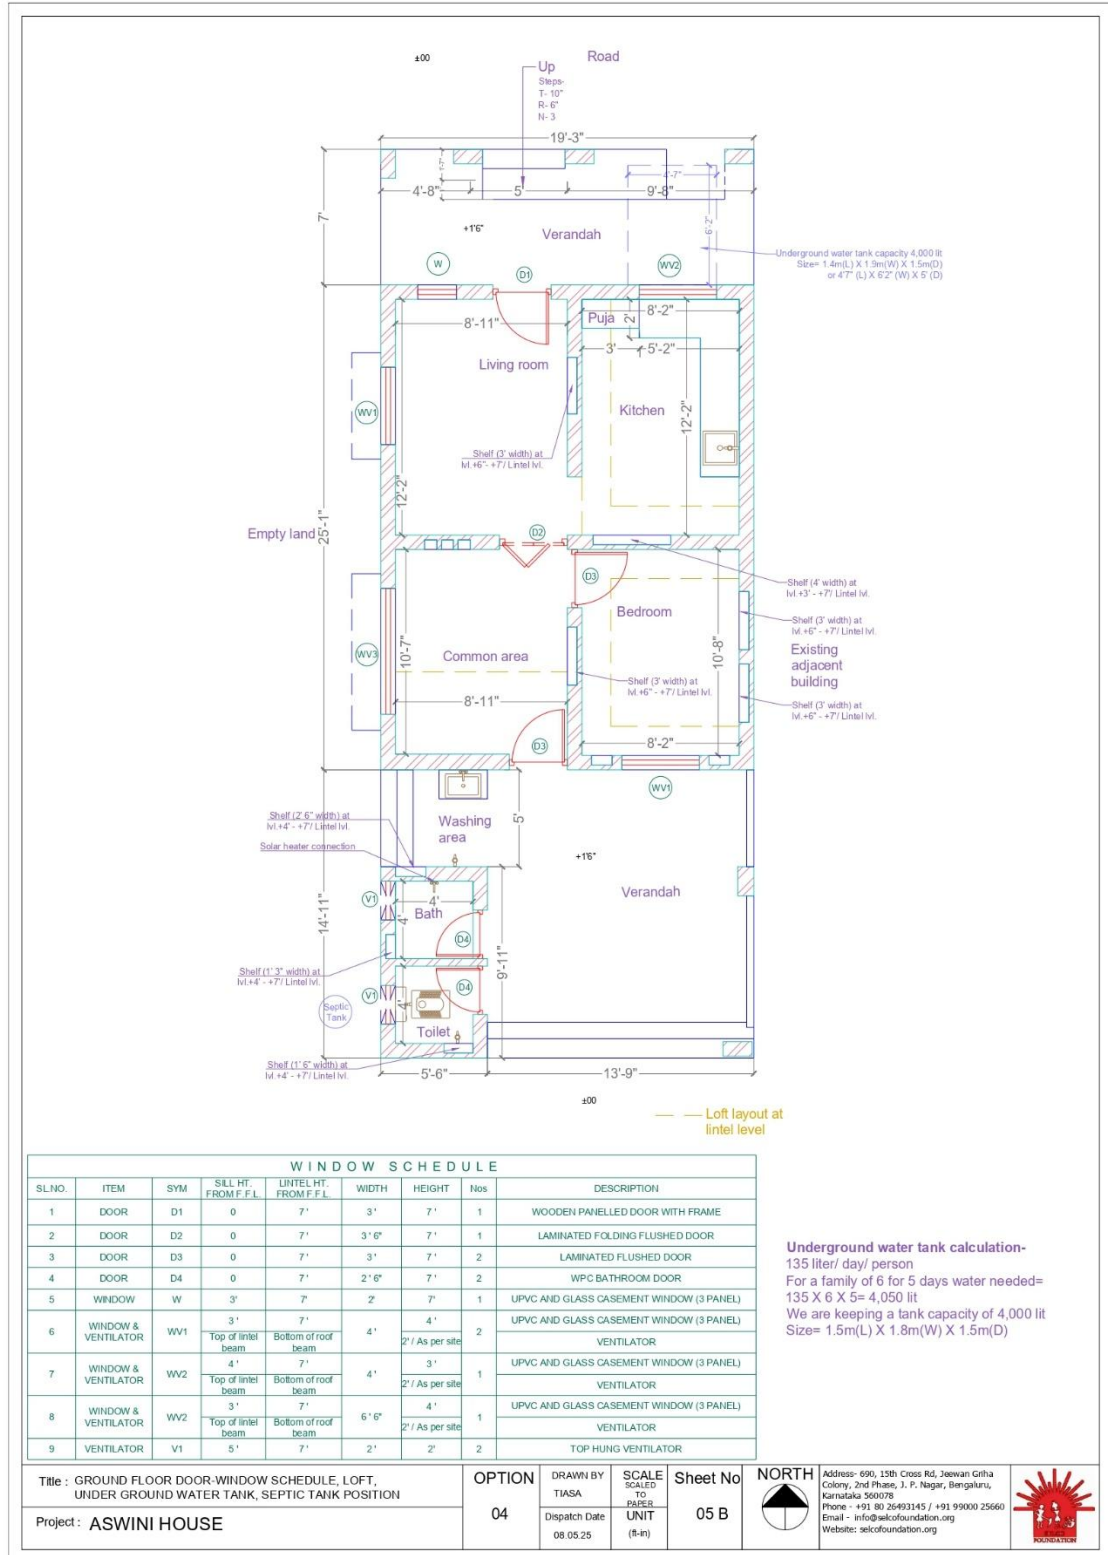 ±00
Road
Up
Steps-
T- 10"
R- 6"
N- 3
19'-3"
1'-7"
4'-8"
5'
9'-8"
4'-7"
6'-2"
7'
+1'6"
Verandah
Underground water tank capacity 4,000 lit
Size= 1.4m(L) X 1.9m(W) X 1.5m(D)
or 4'7" (L) X 6'2" (W) X 5' (D)
W
D1
WV2
8'-11"
Puja
2'
8'-2"
3'
5'-2"
Living room
WV1
Kitchen
12'-2"
Shelf (3' width) at
lvl.+6"- +7'/ Lintel lvl.
12'-2"
Empty land
25'-1"
D2
D3
Shelf (4' width) at
lvl.+3' - +7'/ Lintel lvl.
Bedroom
Shelf (3' width) at
lvl.+6" - +7'/ Lintel lvl.
WV3
10'-7"
Common area
10'-8"
Existing
adjacent
building
Shelf (3' width) at
lvl.+6" - +7'/ Lintel lvl.
8'-11"
Shelf (3' width) at
lvl.+6" - +7'/ Lintel lvl.
D3
8'-2"
WV1
Shelf (2' 6" width) at
lvl.+4' - +7'/ Lintel lvl.
Washing
area
5'
Solar heater connection
+1'6"
Verandah
V1
4'
Bath
4'
14'-11"
D4
9'-11"
Shelf (1' 3" width) at
lvl.+4' - +7'/ Lintel lvl.
D4
V1
Septic
Tank
4'
Toilet
Shelf (1' 6" width) at
lvl.+4' - +7'/ Lintel lvl.
5'-6"
13'-9"
±00
Loft layout at
lintel level
WINDOW SCHEDULE
SL.NO. ITEM SYM SILL HT. FROM F.F.L. LINTEL HT. FROM F.F.L. WIDTH HEIGHT Nos DESCRIPTION
1 DOOR D1 0 7' 3' 7' 1 WOODEN PANELLED DOOR WITH FRAME
2 DOOR D2 0 7' 3' 6" 7' 1 LAMINATED FOLDING FLUSHED DOOR
3 DOOR D3 0 7' 3' 7' 2 LAMINATED FLUSHED DOOR
4 DOOR D4 0 7' 2' 6" 7' 2 WPC BATHROOM DOOR
5 WINDOW W 3' 7' 2' 7' 1 UPVC AND GLASS CASEMENT WINDOW (3 PANEL)
6 WINDOW & VENTILATOR WV1 3' 7' 4' 4' 2 UPVC AND GLASS CASEMENT WINDOW (3 PANEL)
Top of lintel beam Bottom of roof beam 2' / As per site VENTILATOR
7 WINDOW & VENTILATOR WV2 4' 7' 4' 3' 1 UPVC AND GLASS CASEMENT WINDOW (3 PANEL)
Top of lintel beam Bottom of roof beam 2' / As per site VENTILATOR
8 WINDOW & VENTILATOR WV2 3' 7' 6' 6" 4' 1 UPVC AND GLASS CASEMENT WINDOW (3 PANEL)
Top of lintel beam Bottom of roof beam 2' / As per site VENTILATOR
9 VENTILATOR V1 5' 7' 2' 2' 2 TOP HUNG VENTILATOR
Underground water tank calculation-
135 liter/ day/ person
For a family of 6 for 5 days water needed=
135 X 6 X 5= 4,050 lit
We are keeping a tank capacity of 4,000 lit
Size= 1.5m(L) X 1.8m(W) X 1.5m(D)
Title : GROUND FLOOR DOOR-WINDOW SCHEDULE, LOFT,
UNDER GROUND WATER TANK, SEPTIC TANK POSITION
Project : ASWINI HOUSE
OPTION
04
DRAWN BY
TIASA
Dispatch Date
08.05.25
SCALE
SCALED
TO
PAPER
UNIT
(ft-in)
Sheet No
05 B
NORTH
Address- 690, 15th Cross Rd, Jeewan Griha
Colony, 2nd Phase, J. P. Nagar, Bengaluru,
Karnataka 560078
Phone - +91 80 26493145 / +91 99000 25660
Email - info@selcofoundation.org
Website: selcofoundation.org
SELCO
FOUNDATION